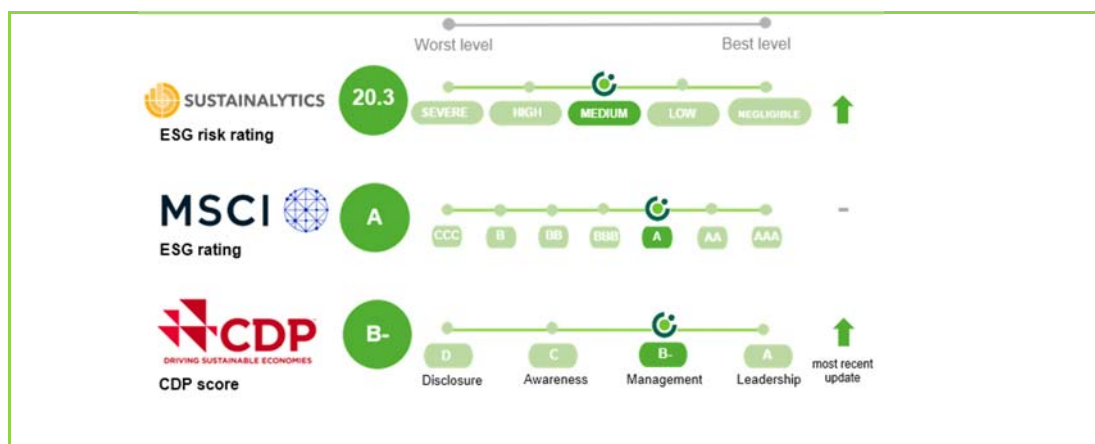 Worst level
Best level
SUSTAINALYTICS
ESG risk rating
20.3
SEVERE
HIGH
MEDIUM
LOW
NEGLIGIBLE
MSCI
ESG rating
A
CCC
B
BB
BBB
A
AA
AAA
-
CDP
DRIVING SUSTAINABLE ECONOMIES
CDP score
B-
D
C
B-
A
Disclosure
Awareness
Management
Leadership
most recent
update